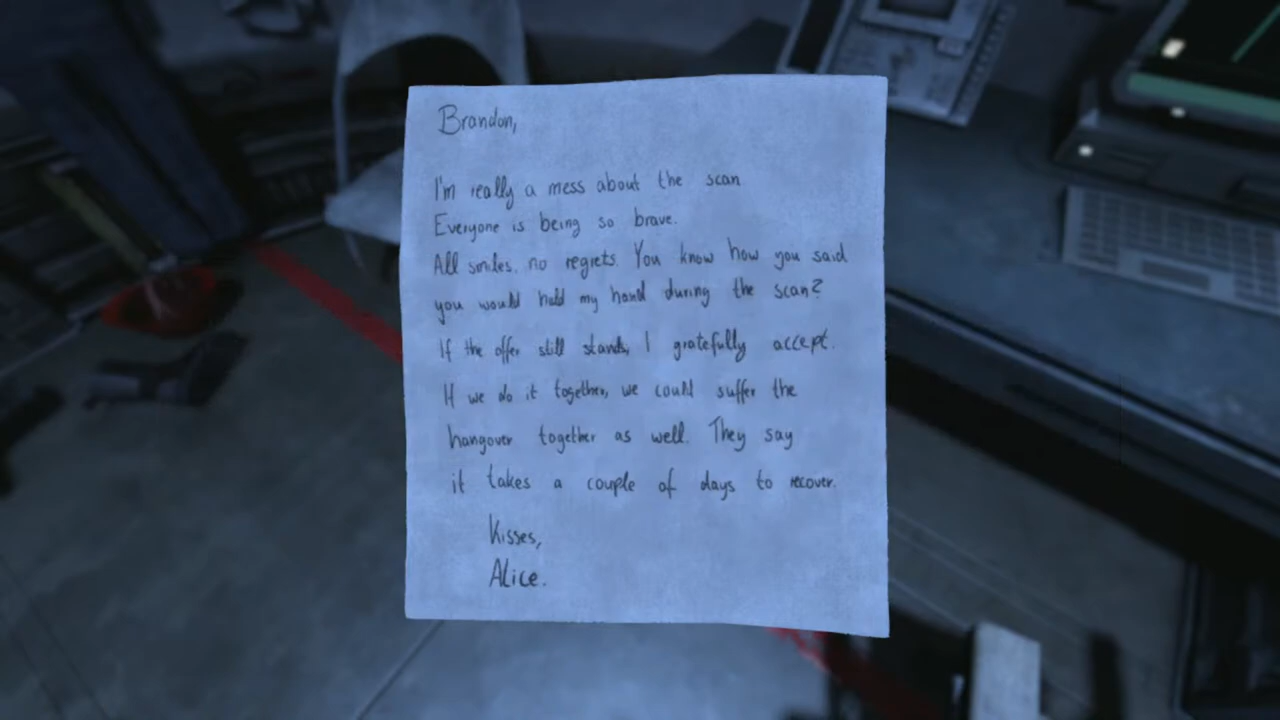 Brandon,
I'm really a mess about the scan
Everyone is being so brave.
All smiles, no regrets. You know how you said
you would hold my hand during the scan?
If the offer still stands, I gratefully accept.
If we do it together, we could suffer the
hangover together as well. They say
it takes a couple of days to recover.
Kisses,
Alice.